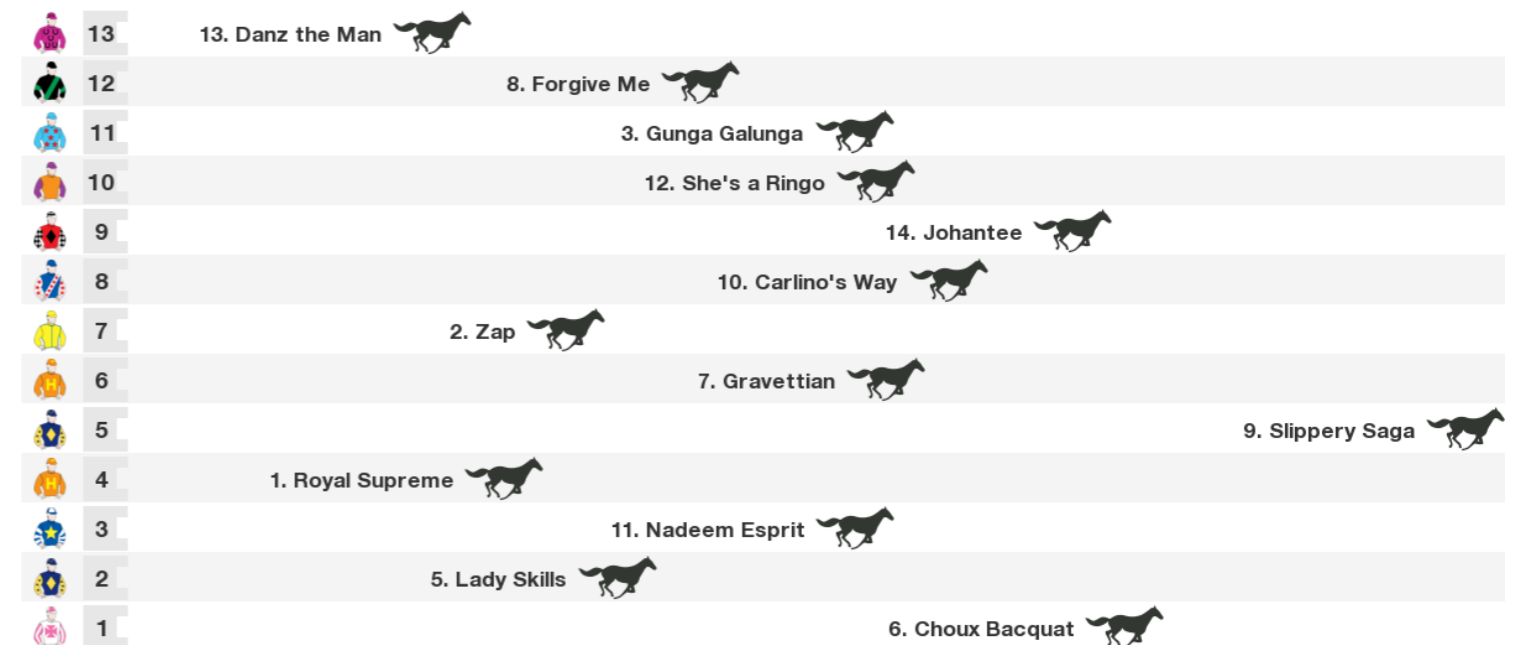 13 13. Danz the Man
12 8. Forgive Me
11 3. Gunga Galunga
10 12. She's a Ringo
9 14. Johantee
8 10. Carlino's Way
7 2. Zap
6 7. Gravettian
H
5 9. Slippery Saga
4 1. Royal Supreme
H
3 11. Nadeem Esprit
2 5. Lady Skills
1 6. Choux Bacquat